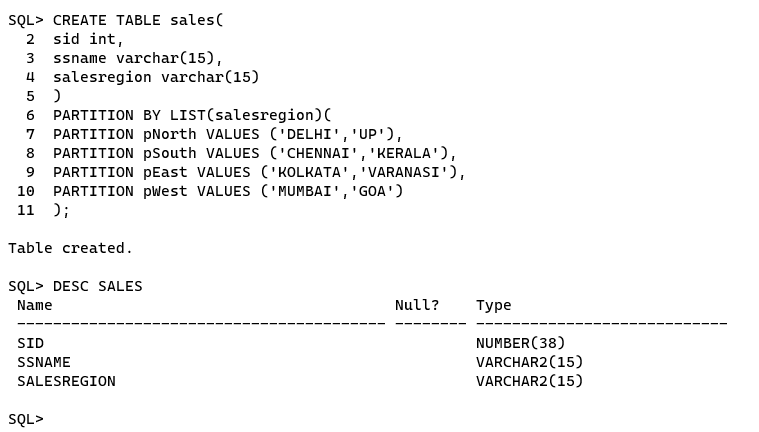 SQL> CREATE TABLE sales(
  2  sid int,
  3  ssname varchar(15),
  4  salesregion varchar(15)
  5  )
  6  PARTITION BY LIST(salesregion)(
  7  PARTITION pNorth VALUES ('DELHI','UP'),
  8  PARTITION pSouth VALUES ('CHENNAI','KERALA'),
  9  PARTITION pEast VALUES ('KOLKATA','VARANASI'),
 10  PARTITION pWest VALUES ('MUMBAI','GOA')
 11  );
Table created.
SQL> DESC SALES
 Name                                      Null?    Type
 ----------------------------------------- -------- ----------------------------
 SID                                                NUMBER(38)
 SSNAME                                             VARCHAR2(15)
 SALESREGION                                        VARCHAR2(15)
SQL>